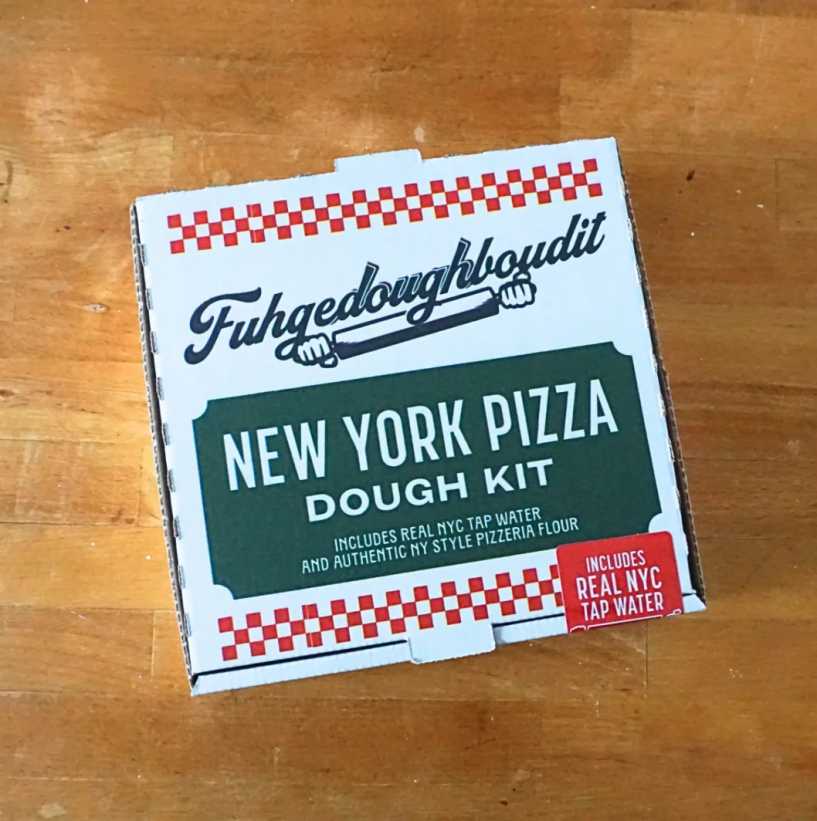 Fuhgedoughboudit
NEW YORK PIZZA
DOUGH KIT
INCLUDES REAL NYC TAP WATER
AND AUTHENTIC NY STYLE PIZZERIA FLOUR
INCLUDES
REAL NYC
TAP WATER